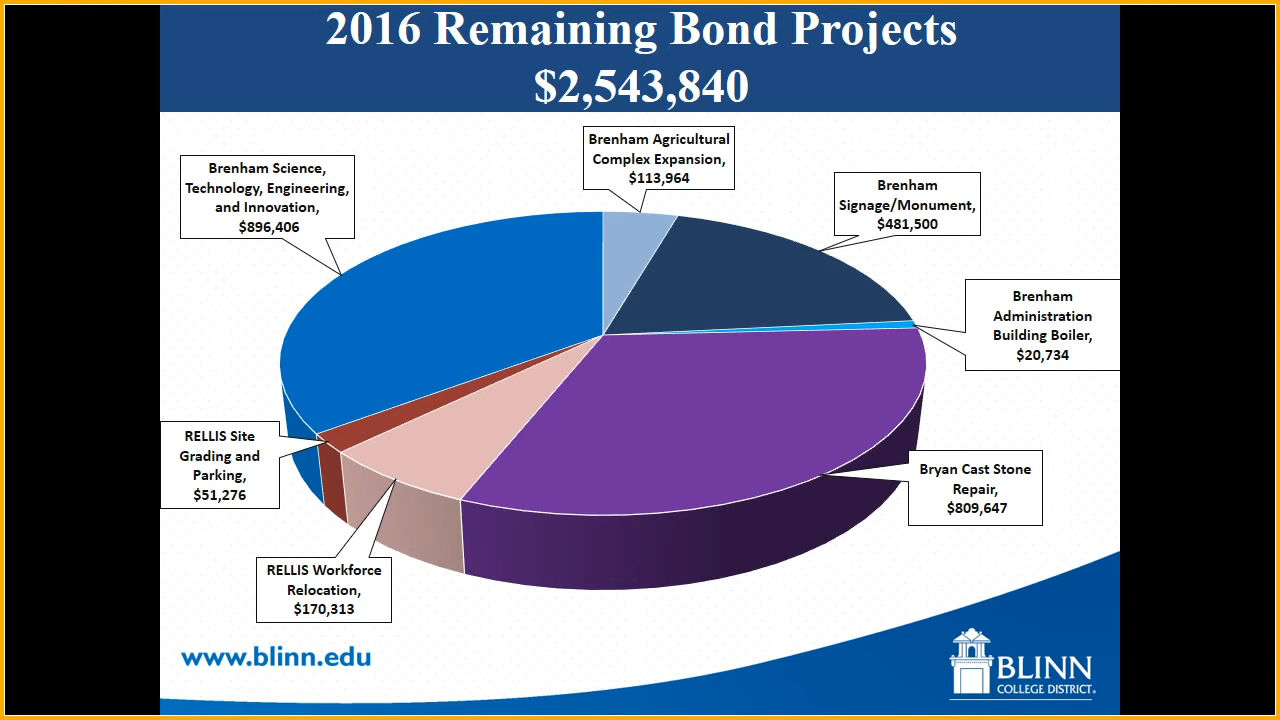 2016 Remaining Bond Projects
$2,543,840
Brenham Agricultural
Complex Expansion,
$113,964
Brenham Science,
Technology, Engineering,
and Innovation,
$896,406
Brenham
Signage/Monument,
$481,500
Brenham
Administration
Building Boiler,
$20,734
RELLIS Site
Grading and
Parking,
$51,276
Bryan Cast Stone
Repair,
$809,647
RELLIS Workforce
Relocation,
$170,313
www.blinn.edu
BLINN
COLLEGE DISTRICT®